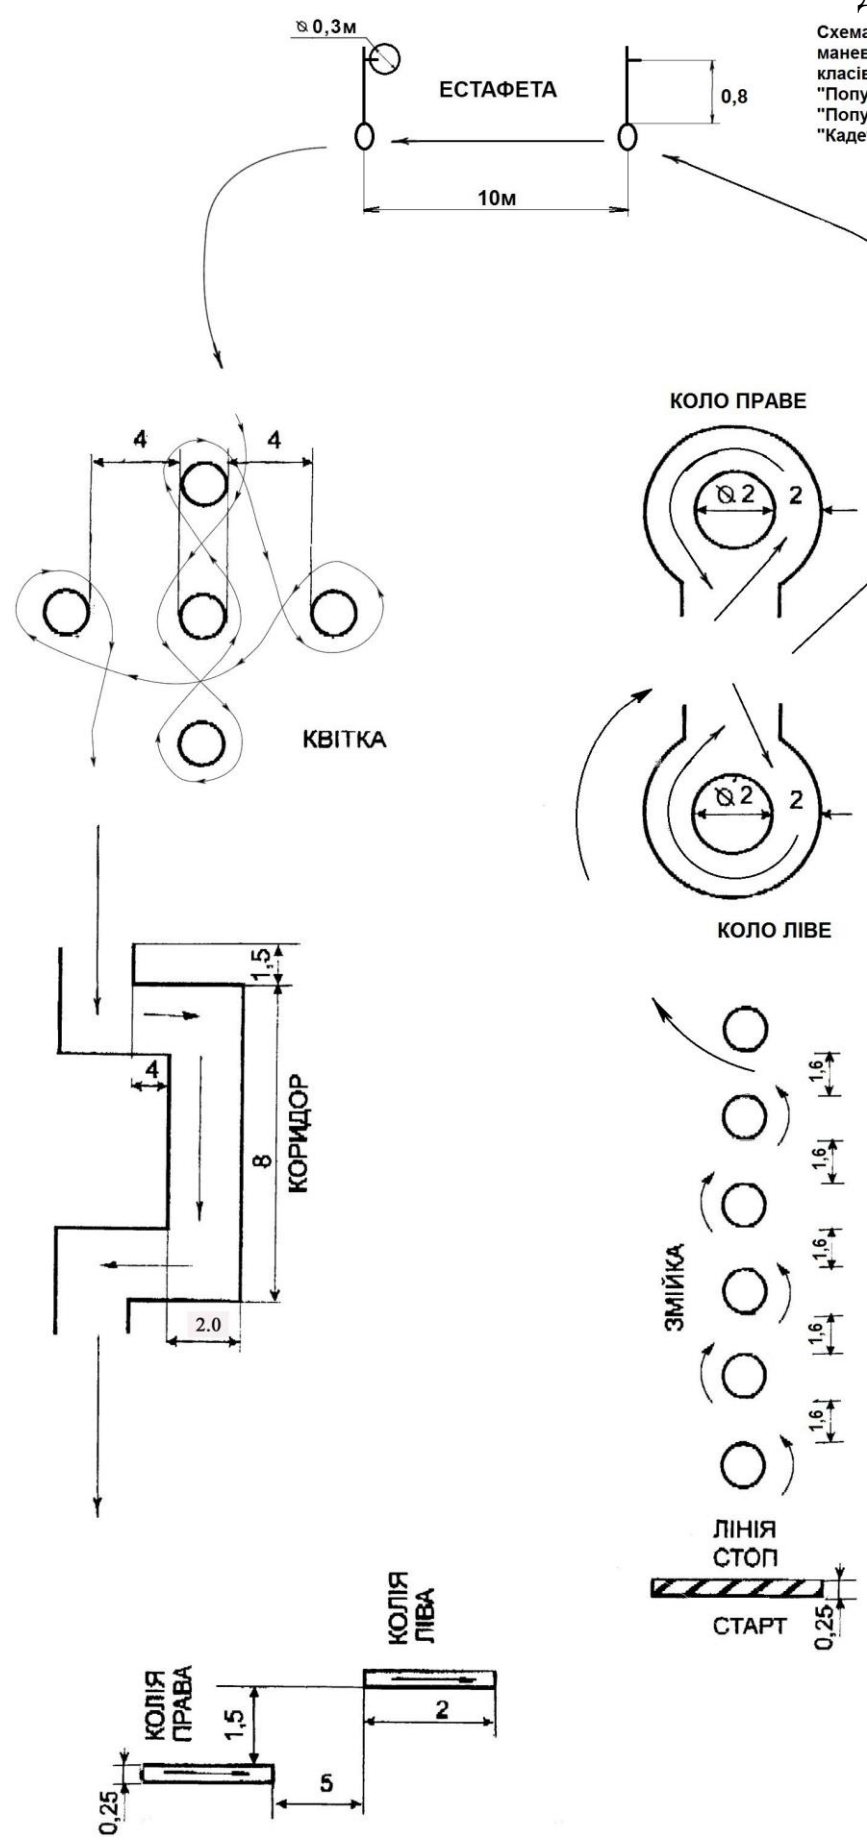 Схема
манев
класів
"Попу
"Попу
"Каде
⌀ 0,3м
ЕСТАФЕТА
0,8
10м
КОЛО ПРАВЕ
4
4
⌀ 2
2
КВІТКА
⌀ 2
2
КОЛО ЛІВЕ
1,5
4
8
КОРИДОР
2.0
1,6
1,6
1,6
1,6
1,6
ЗМІЙКА
ЛІНІЯ
СТОП
СТАРТ
0,25
КОЛІЯ
ЛІВА
КОЛІЯ
ПРАВА
1,5
2
5
0,25